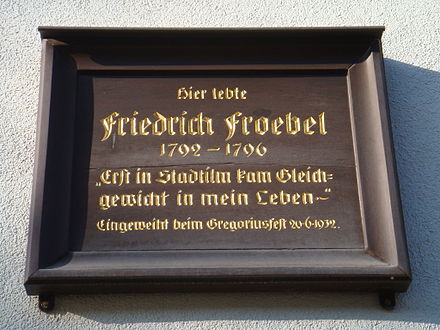 Hier lebte
Friedrich Froebel
1792 - 1796
„Erst in Stadtilm kam Gleich=
gewicht in mein Leben-“
Eingeweiht beim Gregoriusfest 20·6·1932.